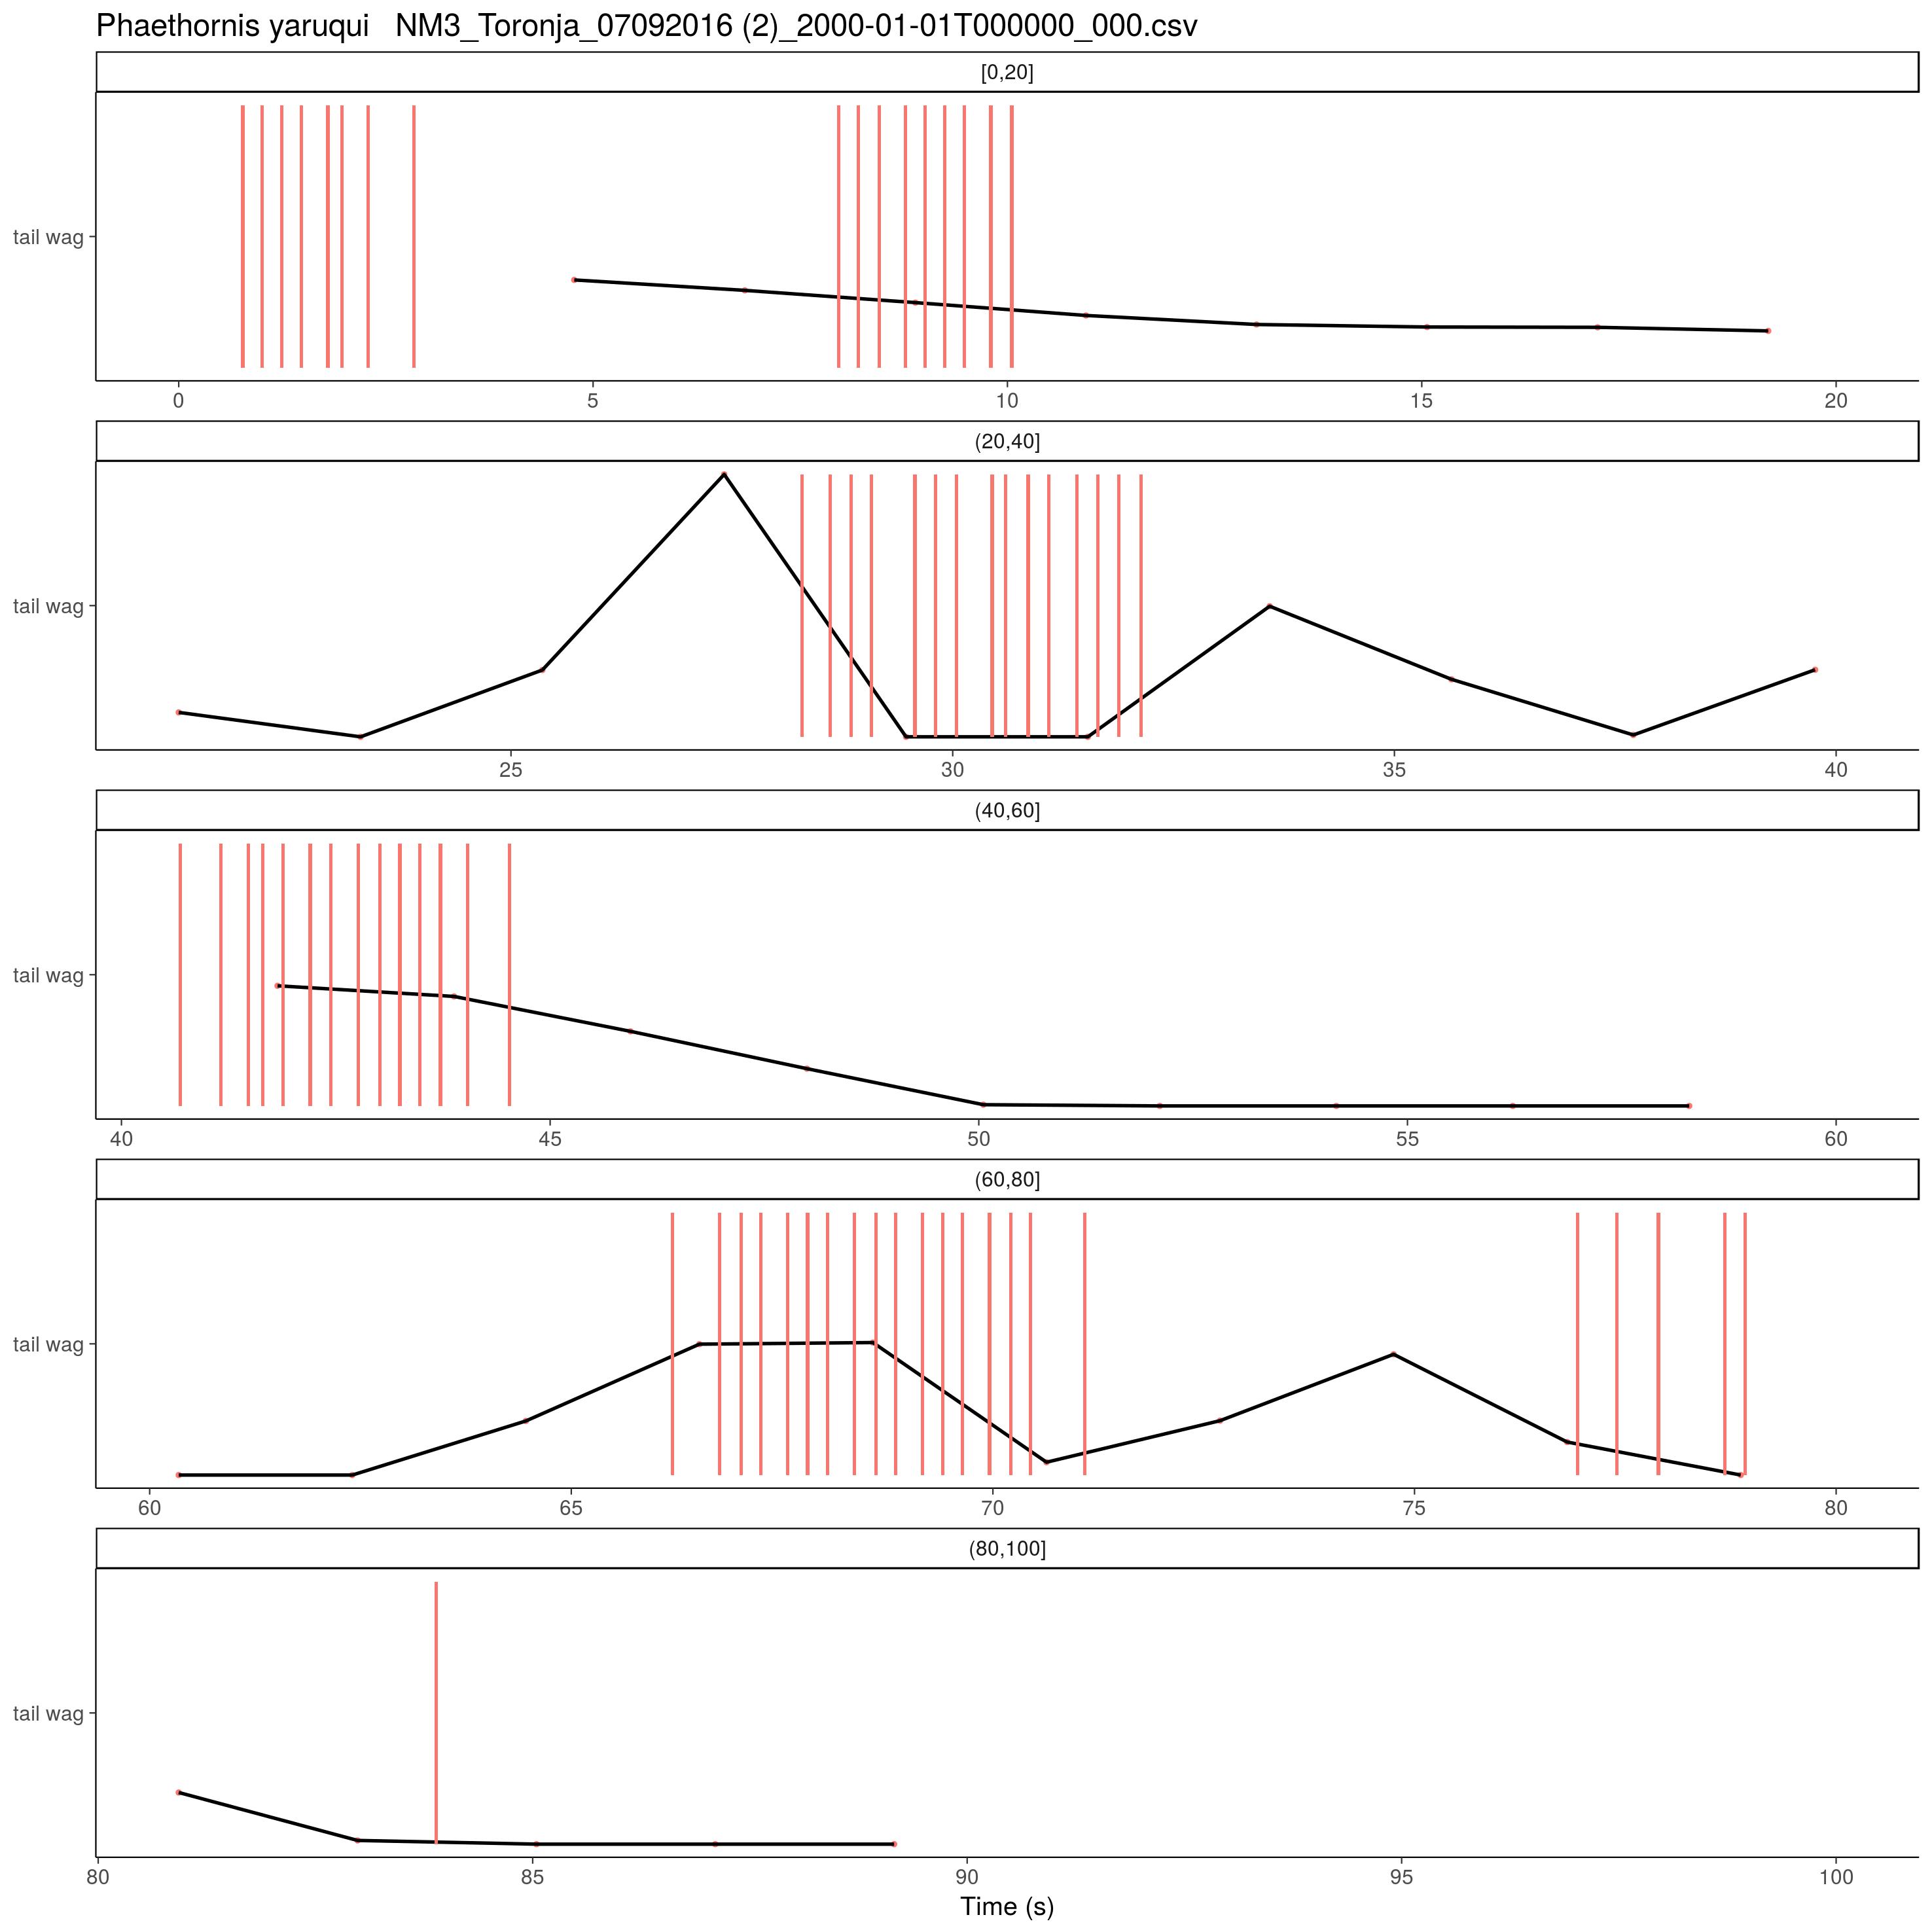 Phaethornis yaruqui   NM3_Toronja_07092016 (2)_2000-01-01T000000_000.csv
[0,20]
tail wag
0 5 10 15 20
(20,40]
tail wag
25 30 35 40
(40,60]
tail wag
40 45 50 55 60
(60,80]
tail wag
60 65 70 75 80
(80,100]
tail wag
80 85 90 95 100
Time (s)